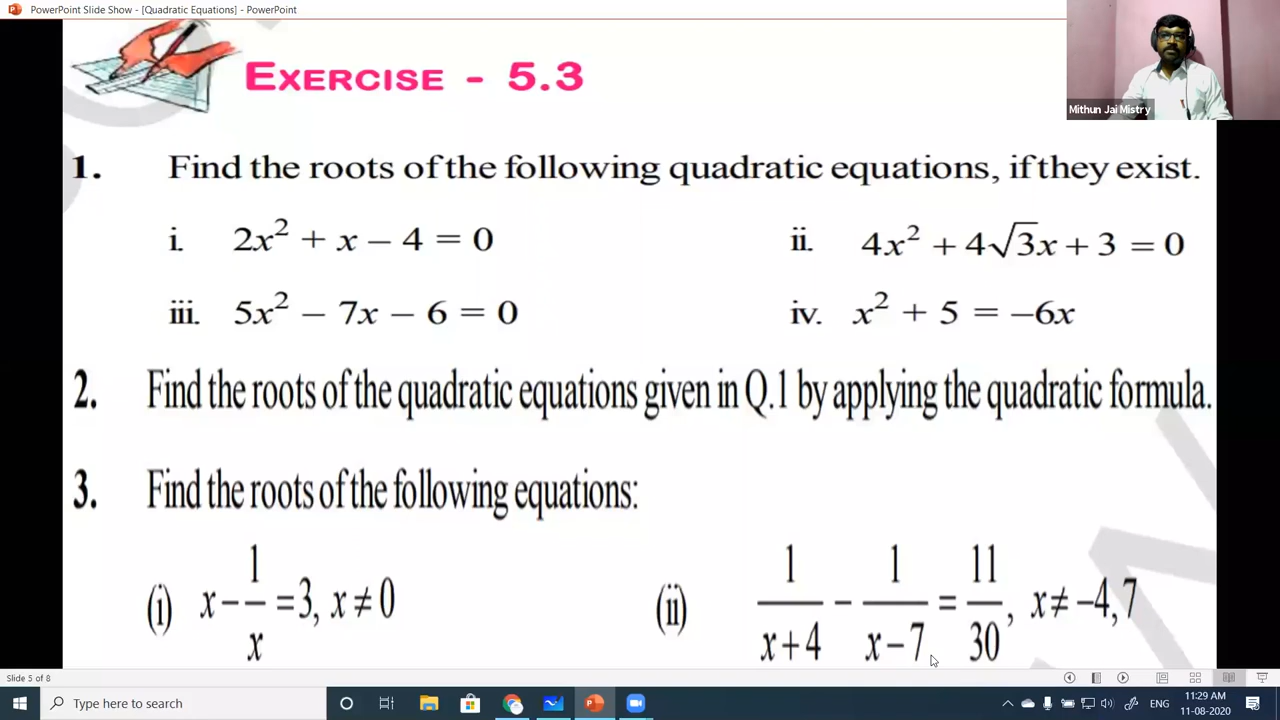 PowerPoint Slide Show - [Quadratic Equations] - PowerPoint
EXERCISE - 5.3
Mithun Jai Mistry
1. Find the roots of the following quadratic equations, if they exist.
i. 2x² + x − 4 = 0 ii. 4x² + 4√3x + 3 = 0
iii. 5x² − 7x − 6 = 0 iv. x² + 5 = −6x
2. Find the roots of the quadratic equations given in Q.1 by applying the quadratic formula.
3. Find the roots of the following equations:
(i) x − 1/x = 3, x ≠ 0 (ii) 1/(x+4) − 1/(x−7) = 11/30, x ≠ −4, 7
Slide 5 of 8
Type here to search
ENG
11:29 AM
11-08-2020